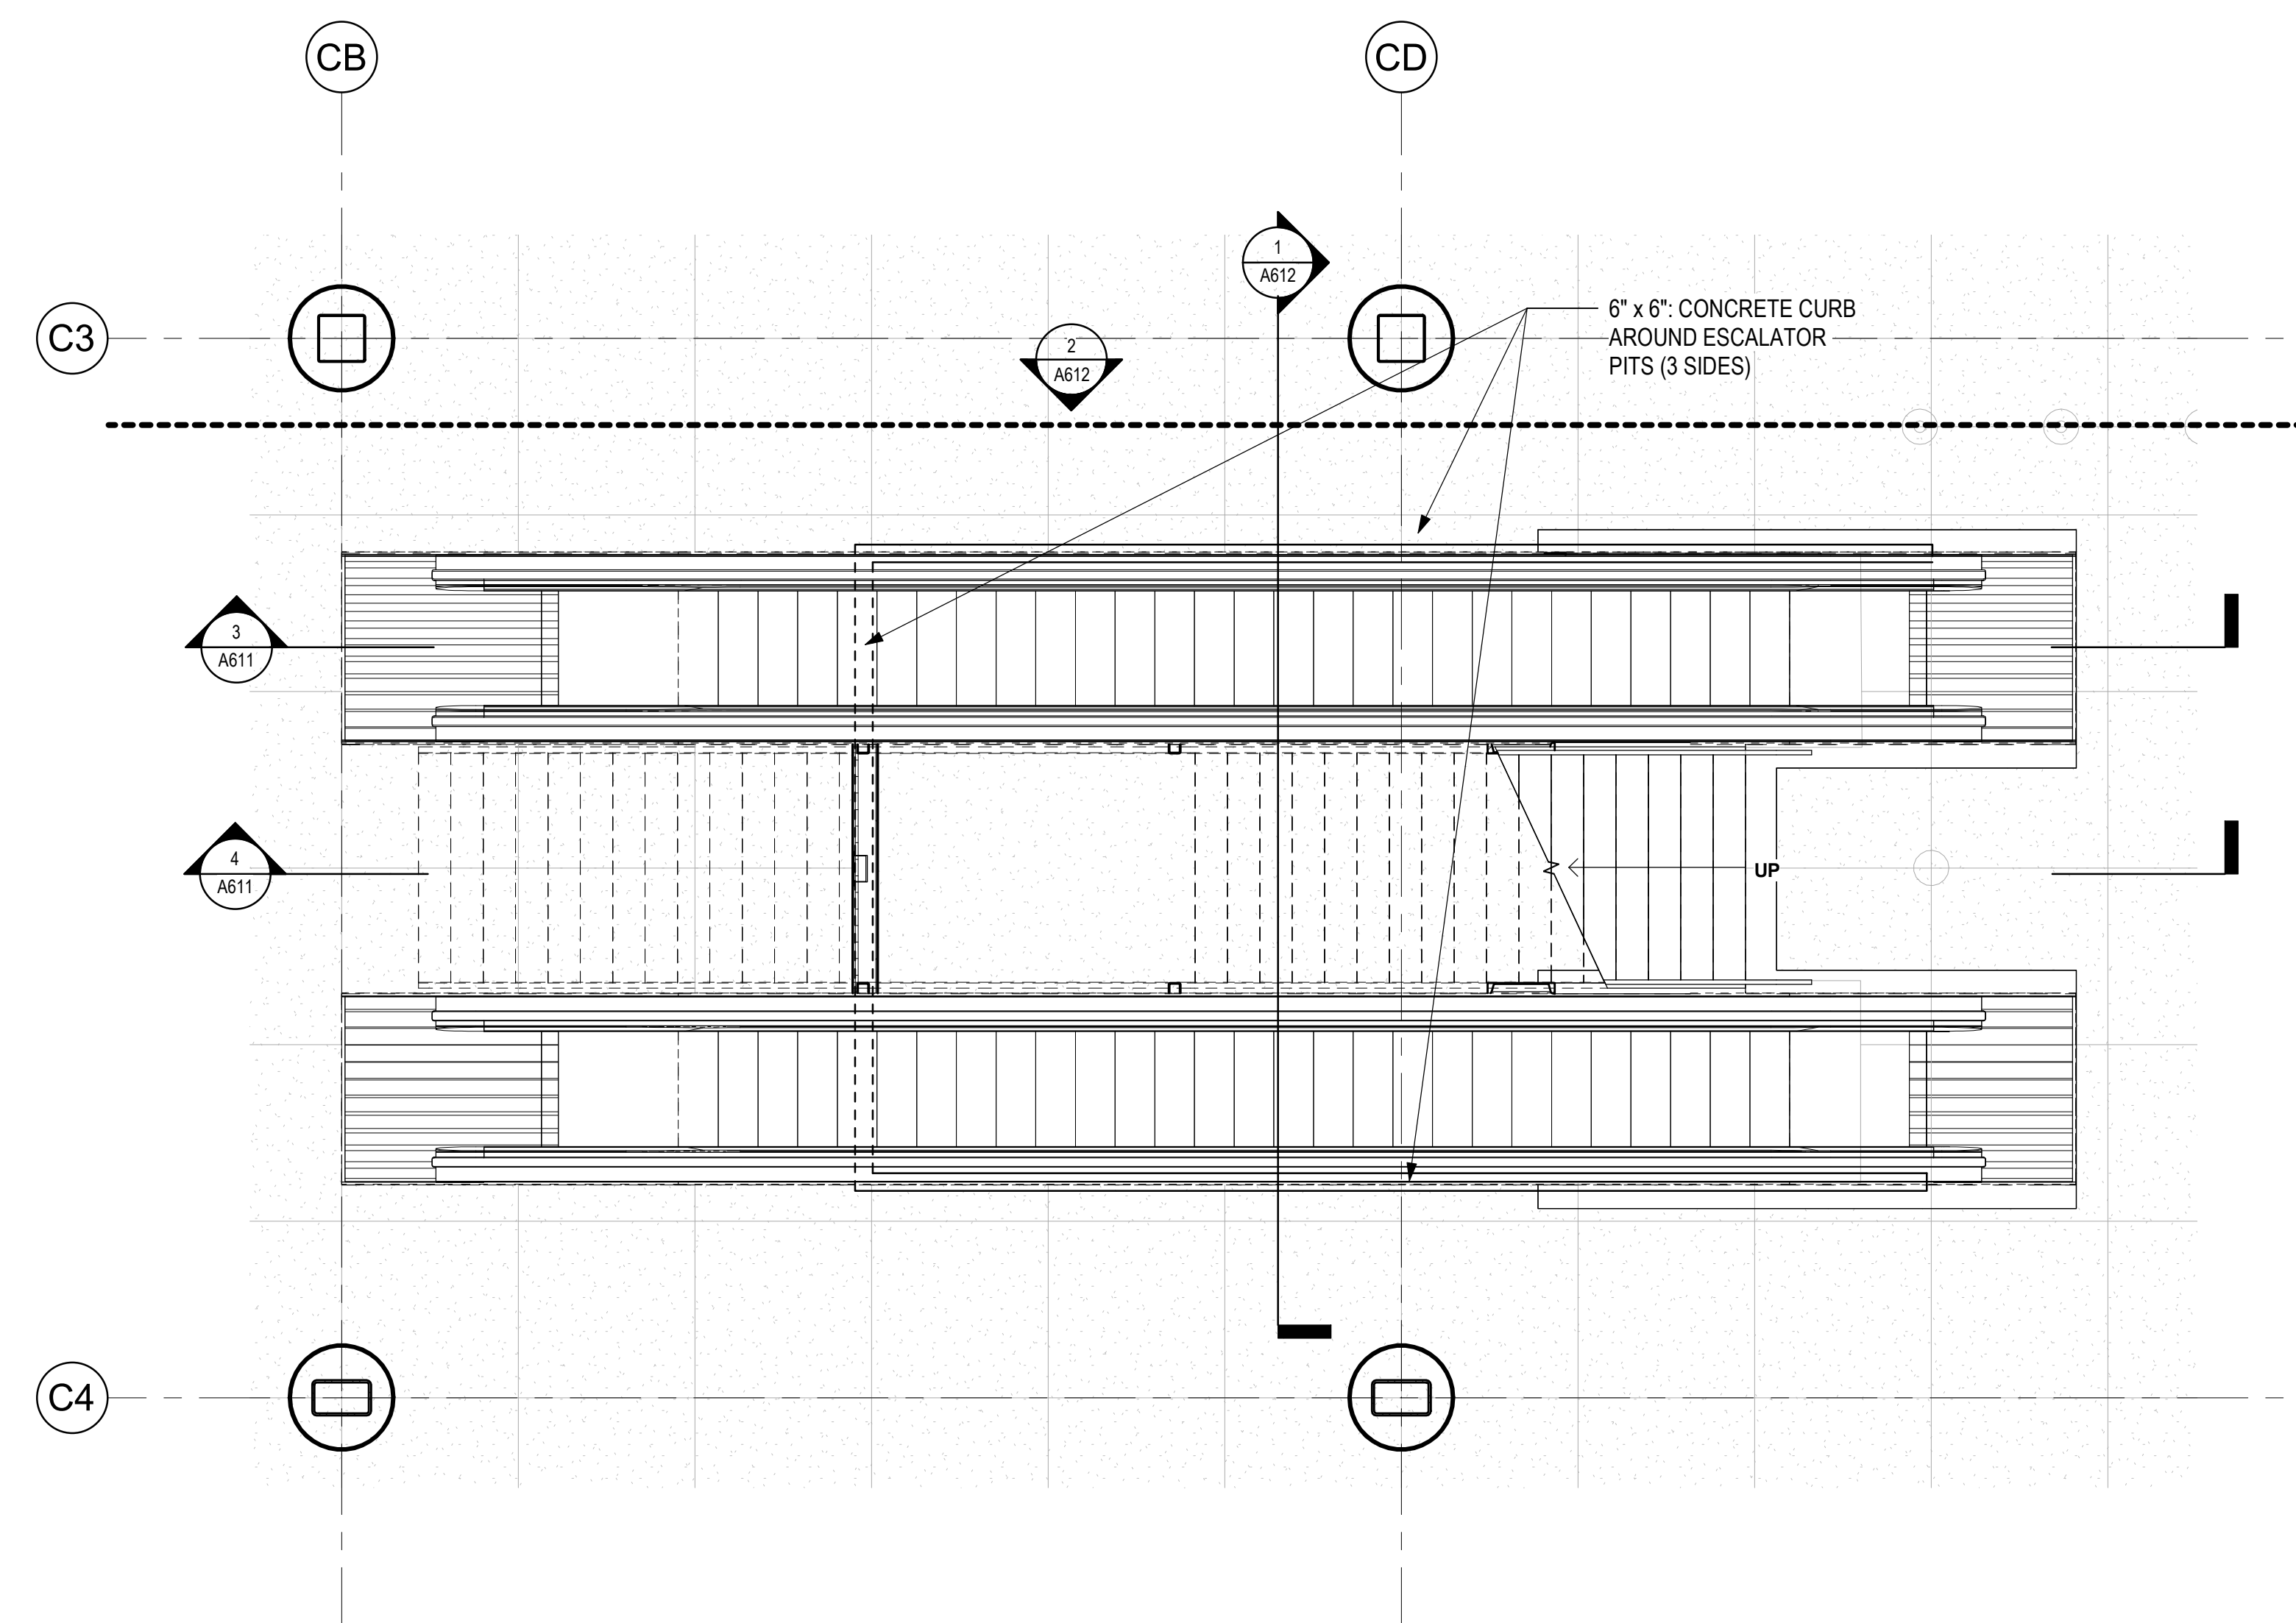 CB
CD
1
A612
6" x 6": CONCRETE CURB
AROUND ESCALATOR
PITS (3 SIDES)
C3
2
A612
3
A611
4
A611
UP
C4